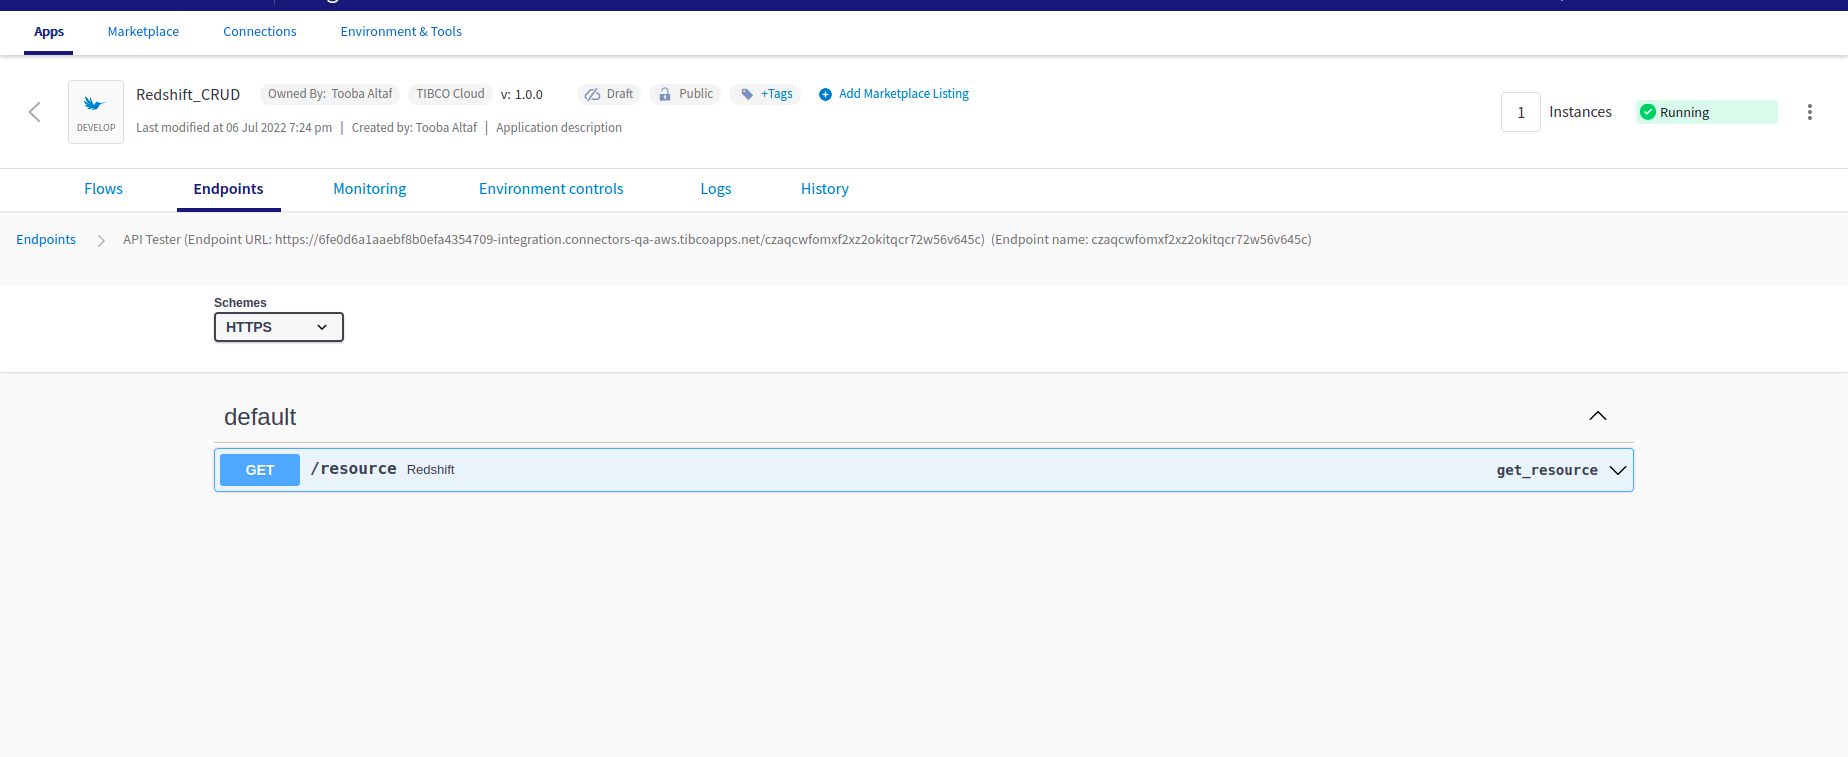 Apps Marketplace Connections Environment & Tools
Redshift_CRUD Owned By: Tooba Altaf TIBCO Cloud v: 1.0.0 Draft Public +Tags Add Marketplace Listing
DEVELOP Last modified at 06 Jul 2022 7:24 pm | Created by: Tooba Altaf | Application description
1 Instances Running
Flows Endpoints Monitoring Environment controls Logs History
Endpoints API Tester (Endpoint URL: https://6fe0d6a1aaebf8b0efa4354709-integration.connectors-qa-aws.tibcoapps.net/czaqcwfomxf2xz2okitqcr72w56v645c) (Endpoint name: czaqcwfomxf2xz2okitqcr72w56v645c)
Schemes
HTTPS
default
GET /resource Redshift get_resource